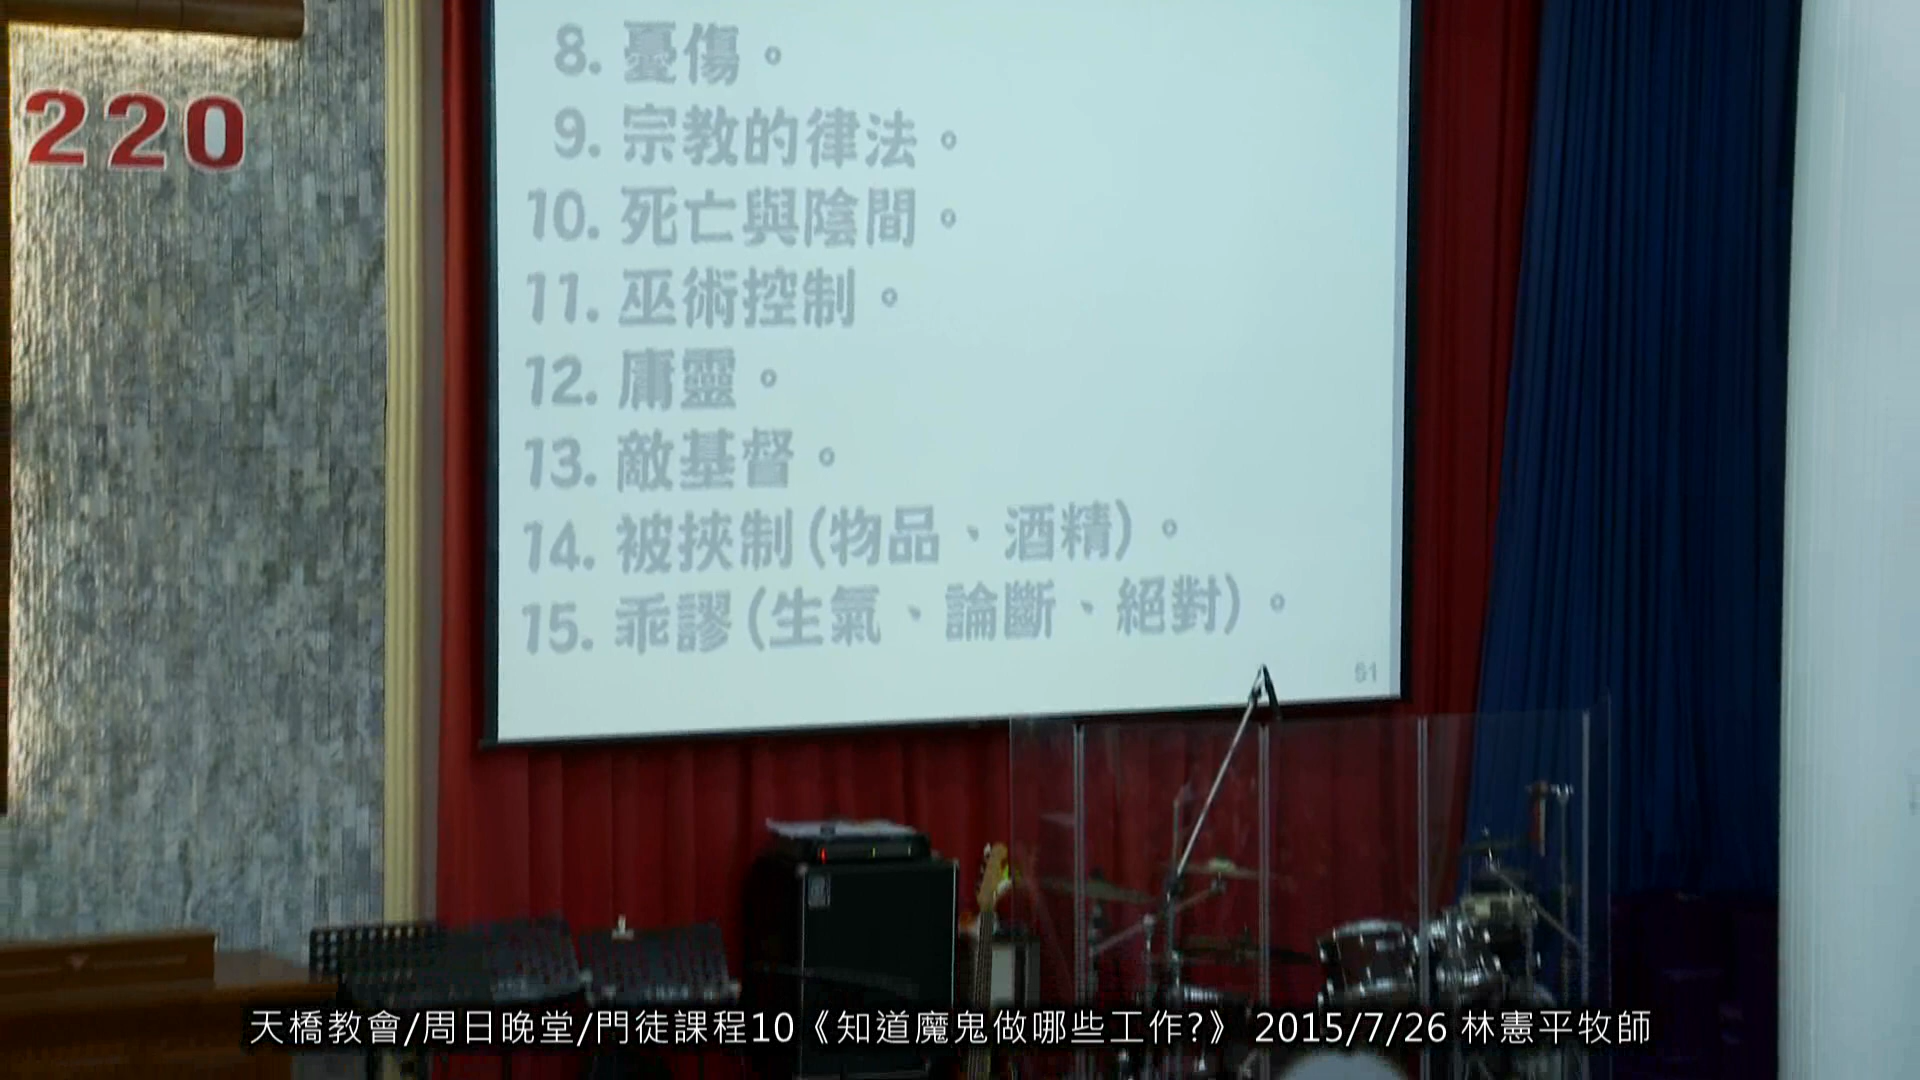 220
8. 憂傷。
9. 宗教的律法。
10. 死亡與陰間。
11. 巫術控制。
12. 庸靈。
13. 敵基督。
14. 被挾制(物品、酒精)。
15. 乖謬(生氣、論斷、絕對)。
51
天橋教會/周日晚堂/門徒課程10《知道魔鬼做哪些工作?》 2015/7/26 林憲平牧師